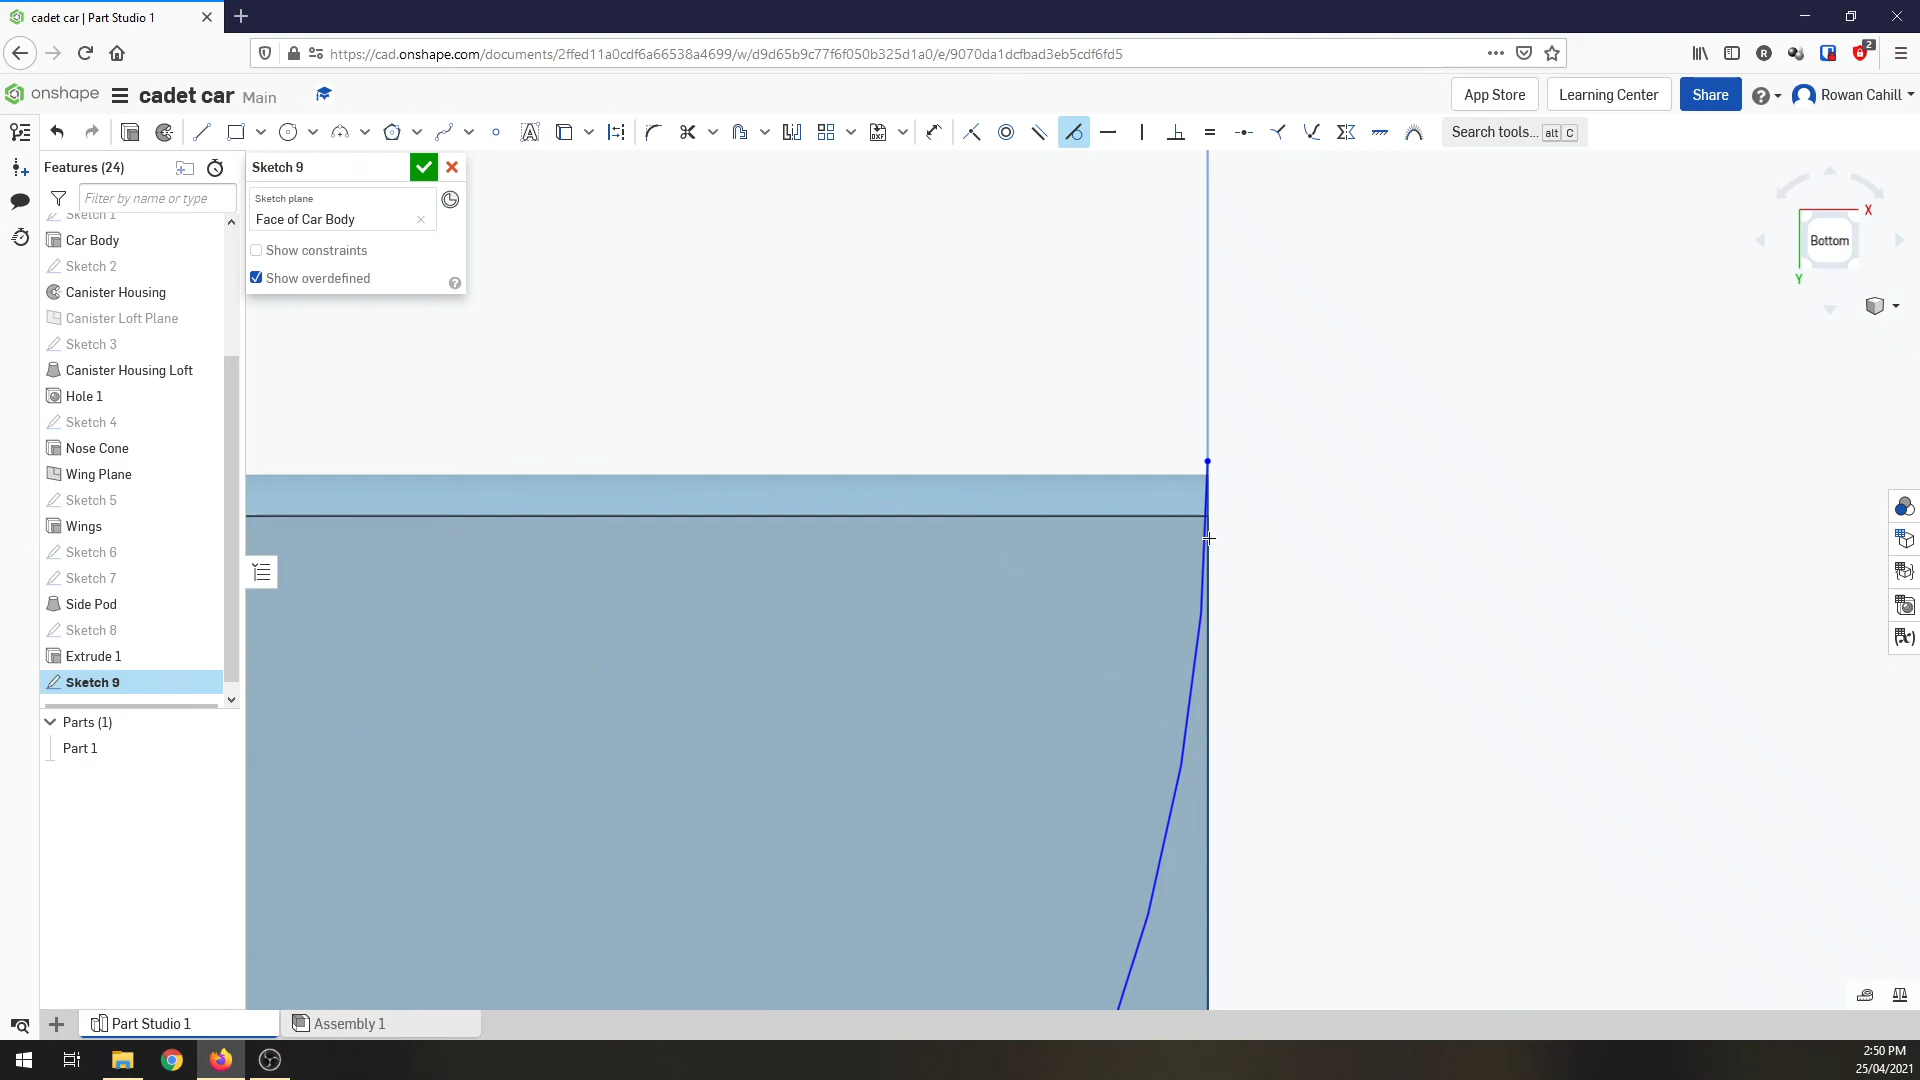 cadet car | Part Studio 1
https://cad.onshape.com/documents/2ffed11a0cdf6a66538a4699/w/d9d65b9c77f6f050b325d1a0/e/9070da1dcfbad3eb5cdf6fd5
2
onshape
cadet car Main
App Store
Learning Center
Share
Rowan Cahill
Search tools... alt C
Features (24)
Filter by name or type
Sketch 1
Car Body
Sketch 2
Canister Housing
Canister Loft Plane
Sketch 3
Canister Housing Loft
Hole 1
Sketch 4
Nose Cone
Wing Plane
Sketch 5
Wings
Sketch 6
Sketch 7
Side Pod
Sketch 8
Extrude 1
Sketch 9
Parts (1)
Part 1
Sketch 9
Sketch plane
Face of Car Body
Show constraints
Show overdefined
X
Bottom
Y
Part Studio 1
Assembly 1
2:50 PM
25/04/2021